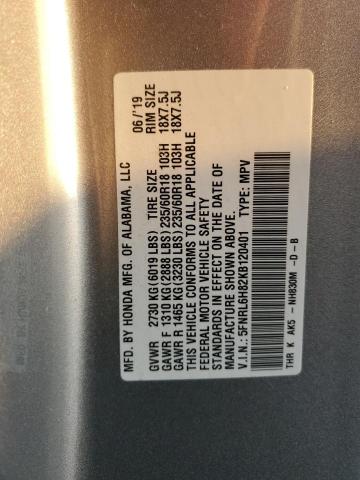 MFD. BY HONDA MFG. OF ALABAMA, LLC 06/'19
GVWR 2730 KG(6019 LBS) TIRE SIZE RIM SIZE
GAWR F 1310 KG(2888 LBS) 235/60R18 103H 18X7.5J
GAWR R 1465 KG(3230 LBS) 235/60R18 103H 18X7.5J
THIS VEHICLE CONFORMS TO ALL APPLICABLE
FEDERAL MOTOR VEHICLE SAFETY
STANDARDS IN EFFECT ON THE DATE OF
MANUFACTURE SHOWN ABOVE.
V.I.N.: 5FNRL6H82KB120401 TYPE: MPV
THR K AK5 - NH830M -D -B